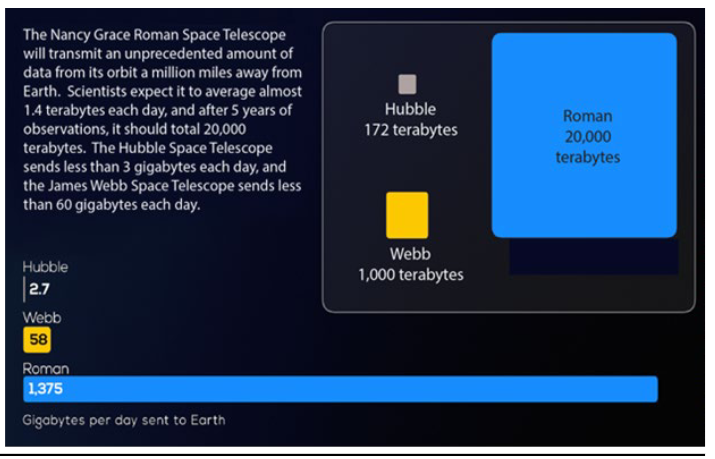 The Nancy Grace Roman Space Telescope
will transmit an unprecedented amount of
data from its orbit a million miles away from
Earth.  Scientists expect it to average almost
1.4 terabytes each day, and after 5 years of
observations, it should total 20,000
terabytes.  The Hubble Space Telescope
sends less than 3 gigabytes each day, and
the James Webb Space Telescope sends less
than 60 gigabytes each day.
Hubble
172 terabytes
Roman
20,000
terabytes
Webb
1,000 terabytes
Hubble
2.7
Webb
58
Roman
1,375
Gigabytes per day sent to Earth